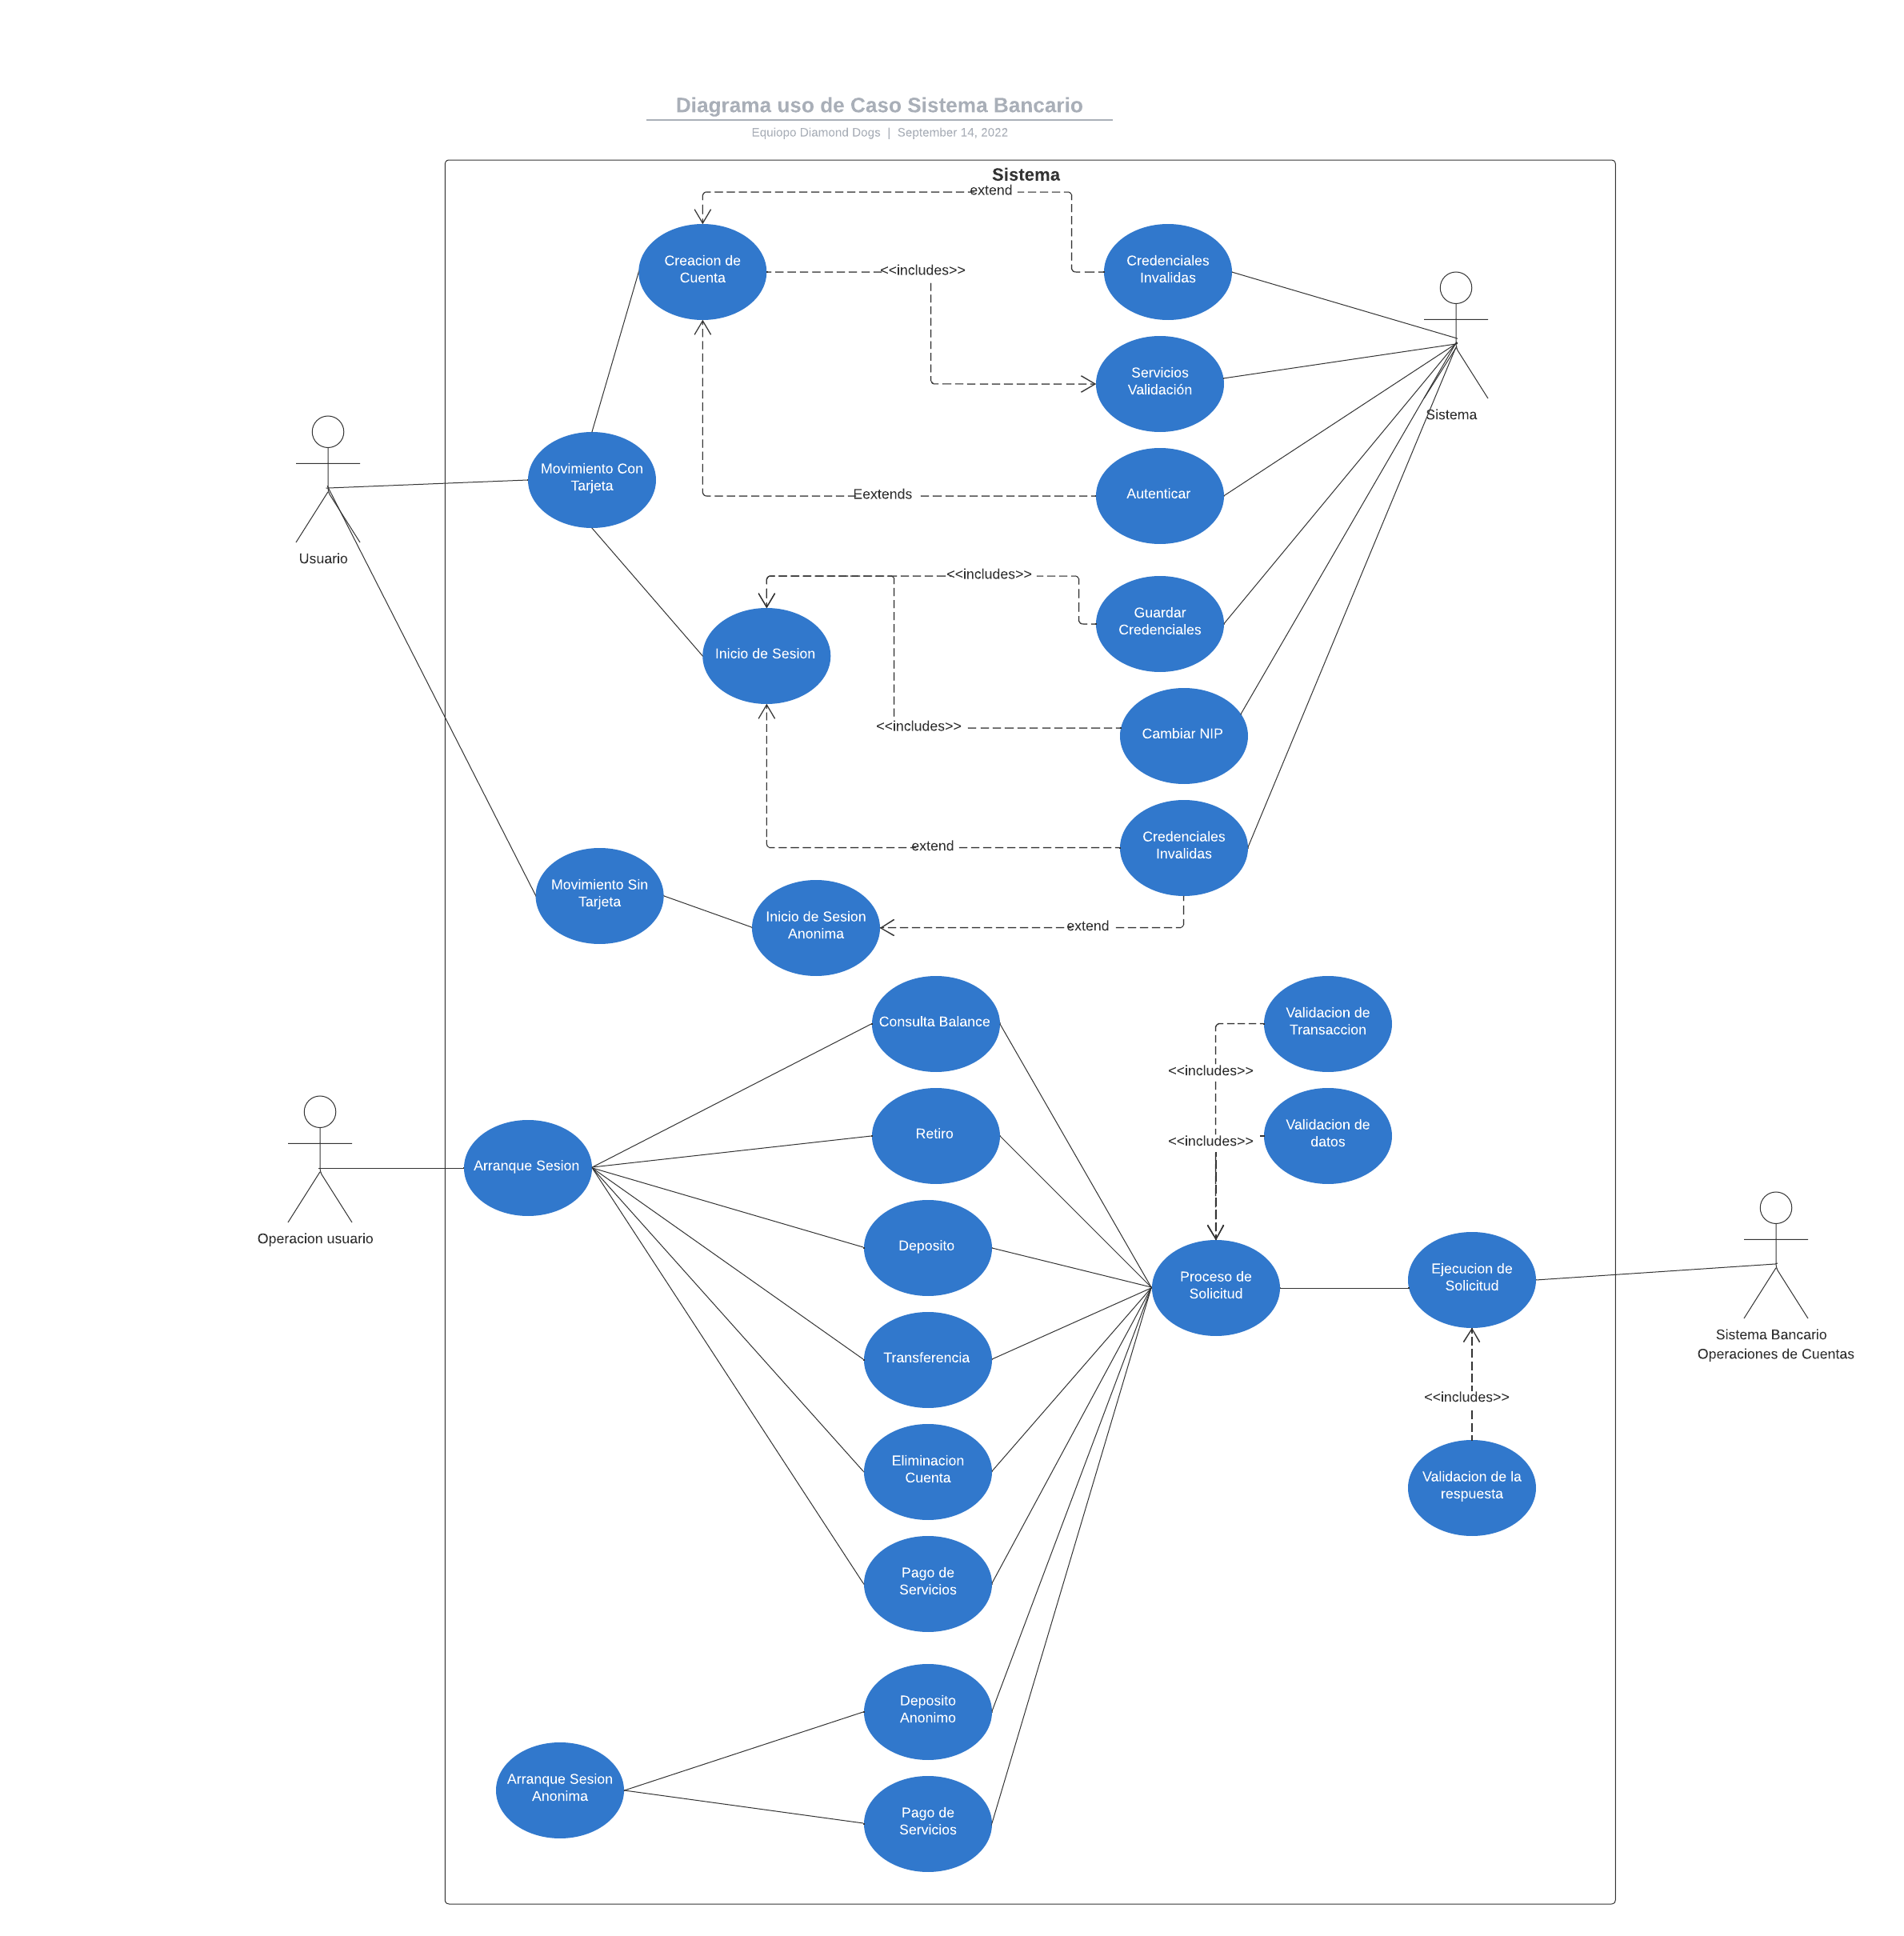 Diagrama uso de Caso Sistema Bancario
Equiopo Diamond Dogs | September 14, 2022
Sistema
extend
Creacion de
Cuenta
<<includes>>
Credenciales
Invalidas
Servicios
Validación
Sistema
Movimiento Con
Tarjeta
Eextends
Autenticar
Usuario
<<includes>>
Guardar
Credenciales
Inicio de Sesion
<<includes>>
Cambiar NIP
extend
Credenciales
Invalidas
Movimiento Sin
Tarjeta
Inicio de Sesion
Anonima
extend
Consulta Balance
Validacion de
Transaccion
<<includes>>
Retiro
<<includes>>
Validacion de
datos
Arranque Sesion
Operacion usuario
Deposito
Proceso de
Solicitud
Ejecucion de
Solicitud
Sistema Bancario
Operaciones de Cuentas
Transferencia
<<includes>>
Eliminacion
Cuenta
Validacion de la
respuesta
Pago de
Servicios
Deposito
Anonimo
Arranque Sesion
Anonima
Pago de
Servicios